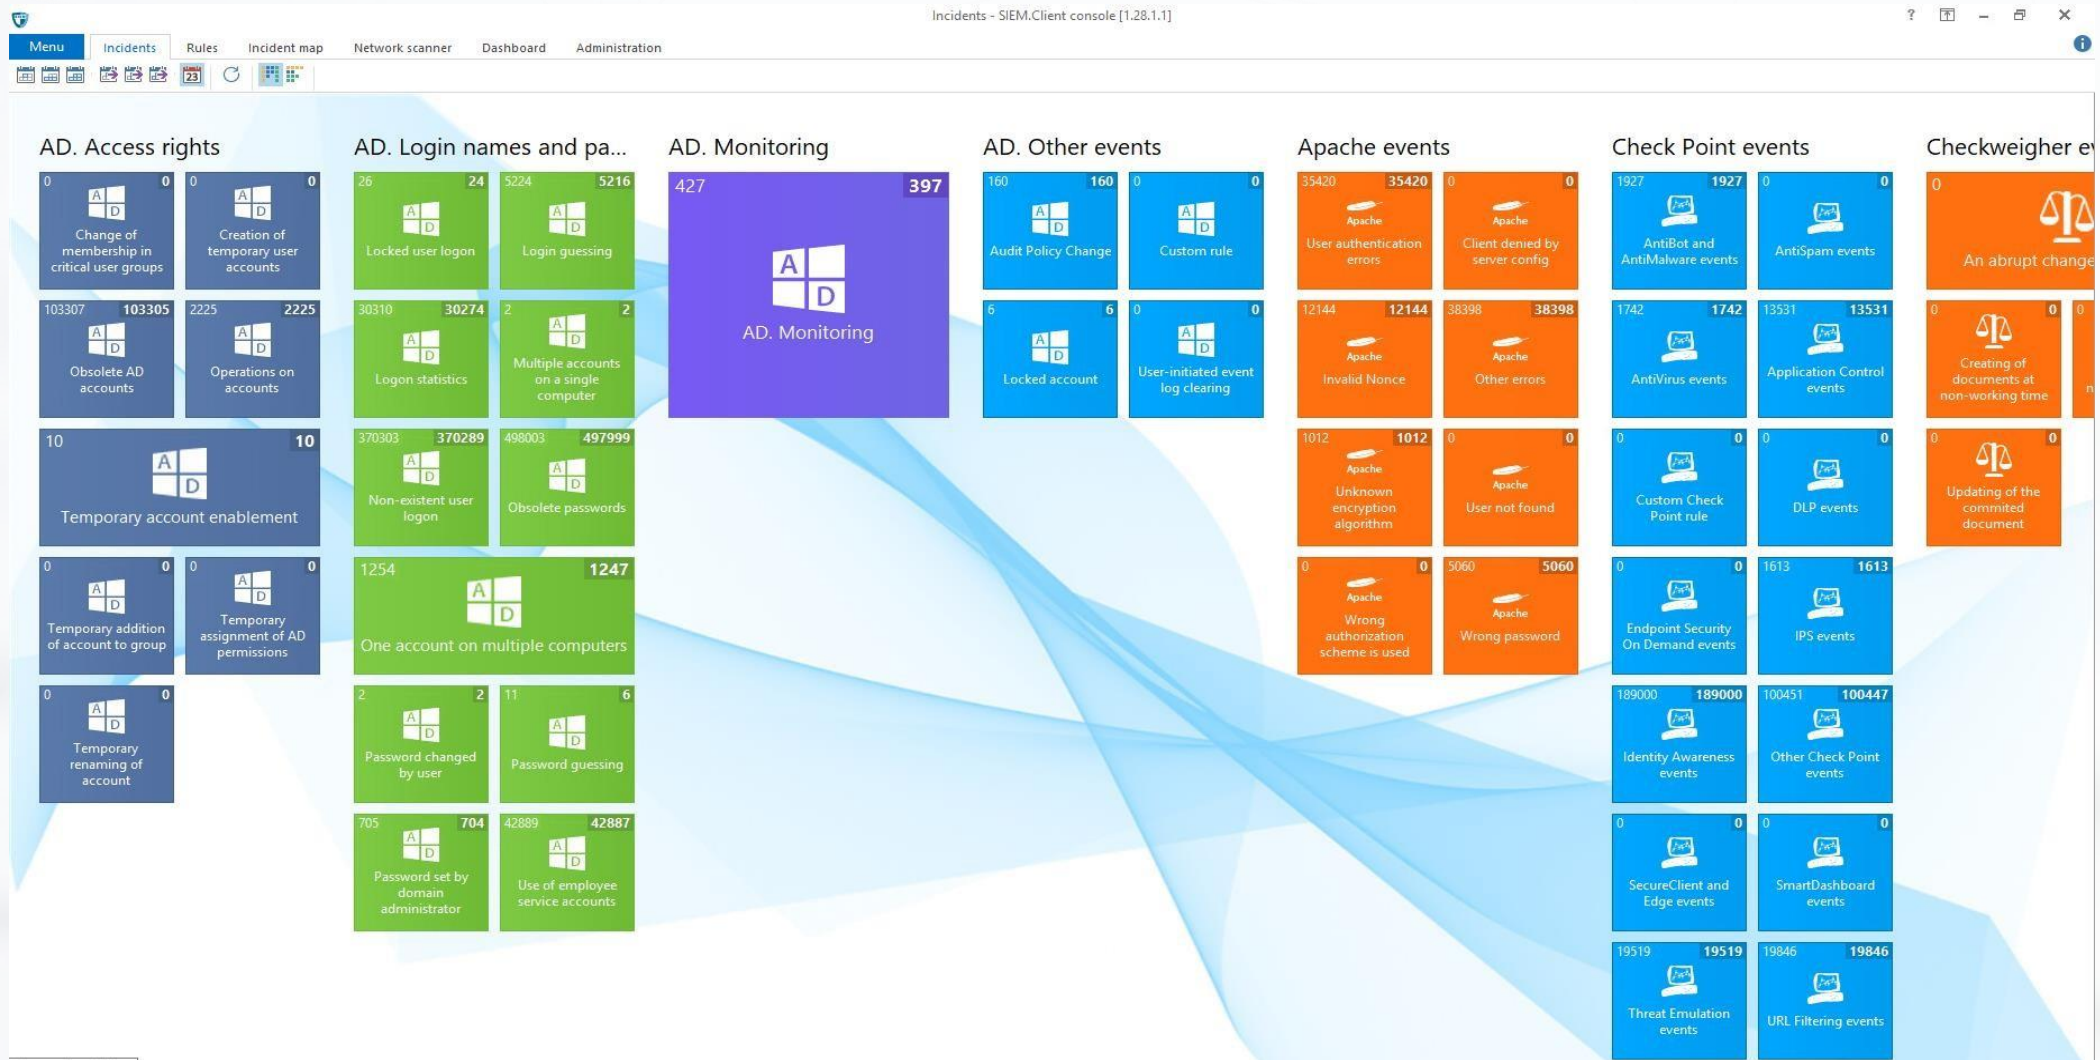 Incidents - SIEM.Client console [1.28.1.1]
?
Menu Incidents Rules Incident map Network scanner Dashboard Administration
23
AD. Access rights
0 0
A D
Change of
membership in
critical user groups
0 0
A D
Creation of
temporary user
accounts
103307 103305
A D
Obsolete AD
accounts
2225 2225
A D
Operations on
accounts
10 10
A D
Temporary account enablement
0 0
A D
Temporary addition
of account to group
0 0
A D
Temporary
assignment of AD
permissions
0 0
A D
Temporary
renaming of
account
AD. Login names and pa...
26 24
A D
Locked user logon
5224 5216
A D
Login guessing
30310 30274
A D
Logon statistics
2 2
A D
Multiple accounts
on a single
computer
370303 370289
A D
Non-existent user
logon
498003 497999
A D
Obsolete passwords
1254 1247
A D
One account on multiple computers
2 2
A D
Password changed
by user
11 6
A D
Password guessing
705 704
A D
Password set by
domain
administrator
42889 42887
A D
Use of employee
service accounts
AD. Monitoring
427 397
A D
AD. Monitoring
AD. Other events
160 160
A D
Audit Policy Change
0 0
A D
Custom rule
6 6
A D
Locked account
0 0
A D
User-initiated event
log clearing
Apache events
35420 35420
Apache
User authentication
errors
0 0
Apache
Client denied by
server config
12144 12144
Apache
Invalid Nonce
38398 38398
Apache
Other errors
1012 1012
Apache
Unknown
encryption
algorithm
0 0
Apache
User not found
0 0
Apache
Wrong
authorization
scheme is used
5060 5060
Apache
Wrong password
Check Point events
1927 1927
AntiBot and
AntiMalware events
0 0
AntiSpam events
1742 1742
AntiVirus events
13531 13531
Application Control
events
0 0
Custom Check
Point rule
0 0
DLP events
0 0
Endpoint Security
On Demand events
1613 1613
IPS events
189000 189000
Identity Awareness
events
100451 100447
Other Check Point
events
0 0
SecureClient and
Edge events
0 0
SmartDashboard
events
19519 19519
Threat Emulation
events
19846 19846
URL Filtering events
Checkweigher ev
0
An abrupt change
0 0
Creating of
documents at
non-working time
0
n
0 0
Updating of the
commited
document